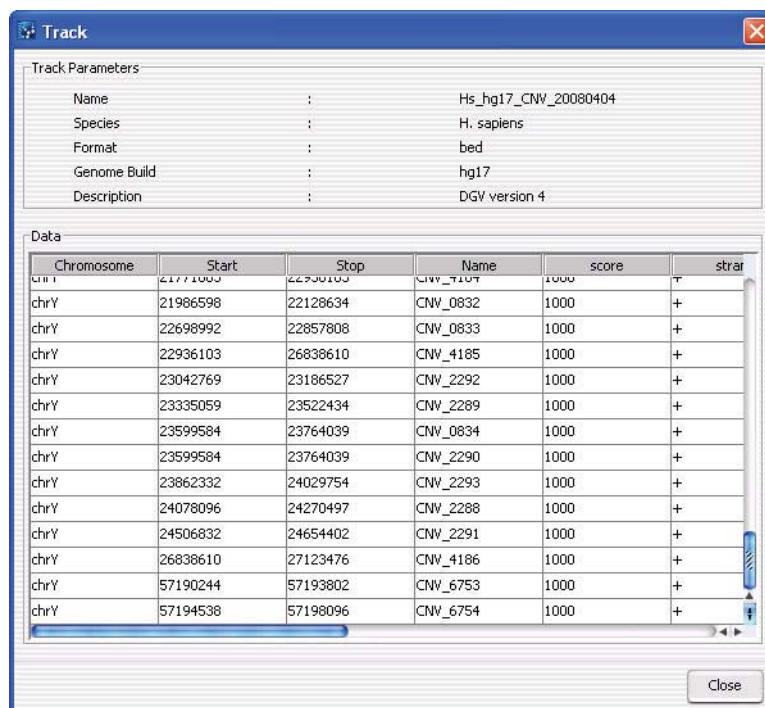 Track
Track Parameters
Name : Hs_hg17_CNV_20080404
Species : H. sapiens
Format : bed
Genome Build : hg17
Description : DGV version 4
Data
Chromosome Start Stop Name score
chrY 21986598 22128634 CNV_0832 1000 +
chrY 22698992 22857808 CNV_0833 1000 +
chrY 22936103 26838610 CNV_4185 1000 +
chrY 23042769 23186527 CNV_2292 1000 +
chrY 23335059 23522434 CNV_2289 1000 +
chrY 23599584 23764039 CNV_0834 1000 +
chrY 23599584 23764039 CNV_2290 1000 +
chrY 23862332 24029754 CNV_2293 1000 +
chrY 24078096 24270497 CNV_2288 1000 +
chrY 24506832 24654402 CNV_2291 1000 +
chrY 26838610 27123476 CNV_4186 1000 +
chrY 57190244 57193802 CNV_6753 1000 +
chrY 57194538 57198096 CNV_6754 1000 +
Close